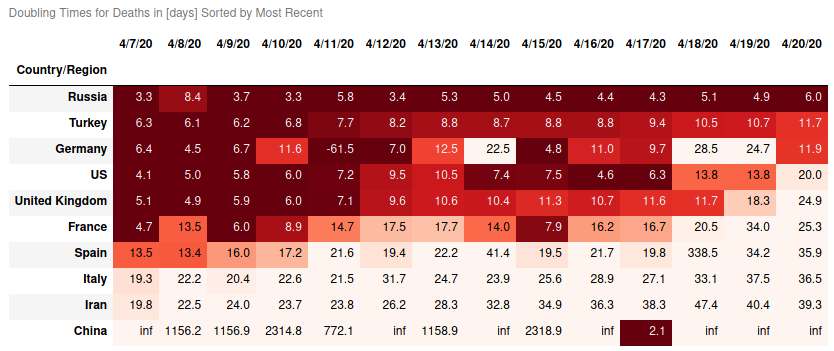 Doubling Times for Deaths in [days] Sorted by Most Recent
4/7/20 4/8/20 4/9/20 4/10/20 4/11/20 4/12/20 4/13/20 4/14/20 4/15/20 4/16/20 4/17/20 4/18/20 4/19/20 4/20/20
Country/Region
Russia 3.3 8.4 3.7 3.3 5.8 3.4 5.3 5.0 4.5 4.4 4.3 5.1 4.9 6.0
Turkey 6.3 6.1 6.2 6.8 7.7 8.2 8.8 8.7 8.8 8.8 9.4 10.5 10.7 11.7
Germany 6.4 4.5 6.7 11.6 -61.5 7.0 12.5 22.5 4.8 11.0 9.7 28.5 24.7 11.9
US 4.1 5.0 5.8 6.0 7.2 9.5 10.5 7.4 7.5 4.6 6.3 13.8 13.8 20.0
United Kingdom 5.1 4.9 5.9 6.0 7.1 9.6 10.6 10.4 11.3 10.7 11.6 11.7 18.3 24.9
France 4.7 13.5 6.0 8.9 14.7 17.5 17.7 14.0 7.9 16.2 16.7 20.5 34.0 25.3
Spain 13.5 13.4 16.0 17.2 21.6 19.4 22.2 41.4 19.5 21.7 19.8 338.5 34.2 35.9
Italy 19.3 22.2 20.4 22.6 21.5 31.7 24.7 23.9 25.6 28.9 27.1 33.1 37.5 36.5
Iran 19.8 22.5 24.0 23.7 23.8 26.2 28.3 32.8 34.9 36.3 38.3 47.4 40.4 39.3
China inf 1156.2 1156.9 2314.8 772.1 inf 1158.9 inf 2318.9 inf 2.1 inf inf inf